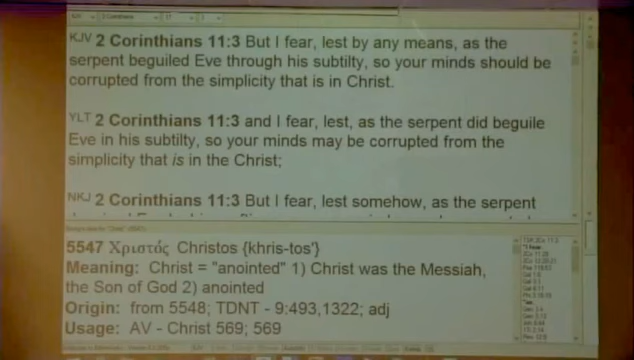 KJV 2 Corinthians 11:3 But I fear, lest by any means, as the
serpent beguiled Eve through his subtilty, so your minds should be
corrupted from the simplicity that is in Christ.
YLT 2 Corinthians 11:3 and I fear, lest, as the serpent did beguile
Eve in his subtilty, so your minds may be corrupted from the
simplicity that is in the Christ;
NKJ 2 Corinthians 11:3 But I fear, lest somehow, as the serpent
5547 Χριστός Christos {khris-tos'}
Meaning: Christ = "anointed" 1) Christ was the Messiah,
the Son of God 2) anointed
Origin: from 5548; TDNT - 9:493,1322; adj
Usage: AV - Christ 569; 569